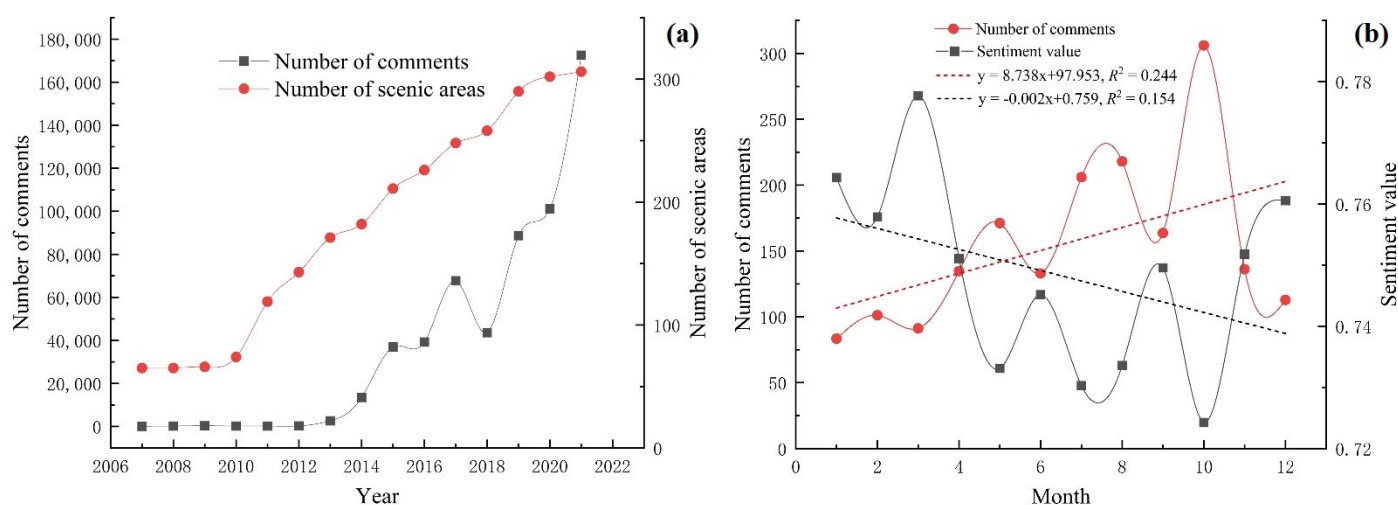 (a)
Number of comments
Number of scenic areas
180,000
160,000
140,000
120,000
100,000
80,000
60,000
40,000
20,000
0
Number of comments
300
200
100
0
Number of scenic areas
2006 2008 2010 2012 2014 2016 2018 2020 2022
Year
(b)
Number of comments
Sentiment value
y = 8.738x+97.953, R² = 0.244
y = -0.002x+0.759, R² = 0.154
300
250
200
150
100
50
0
Number of comments
0.78
0.76
0.74
0.72
Sentiment value
0 2 4 6 8 10 12
Month